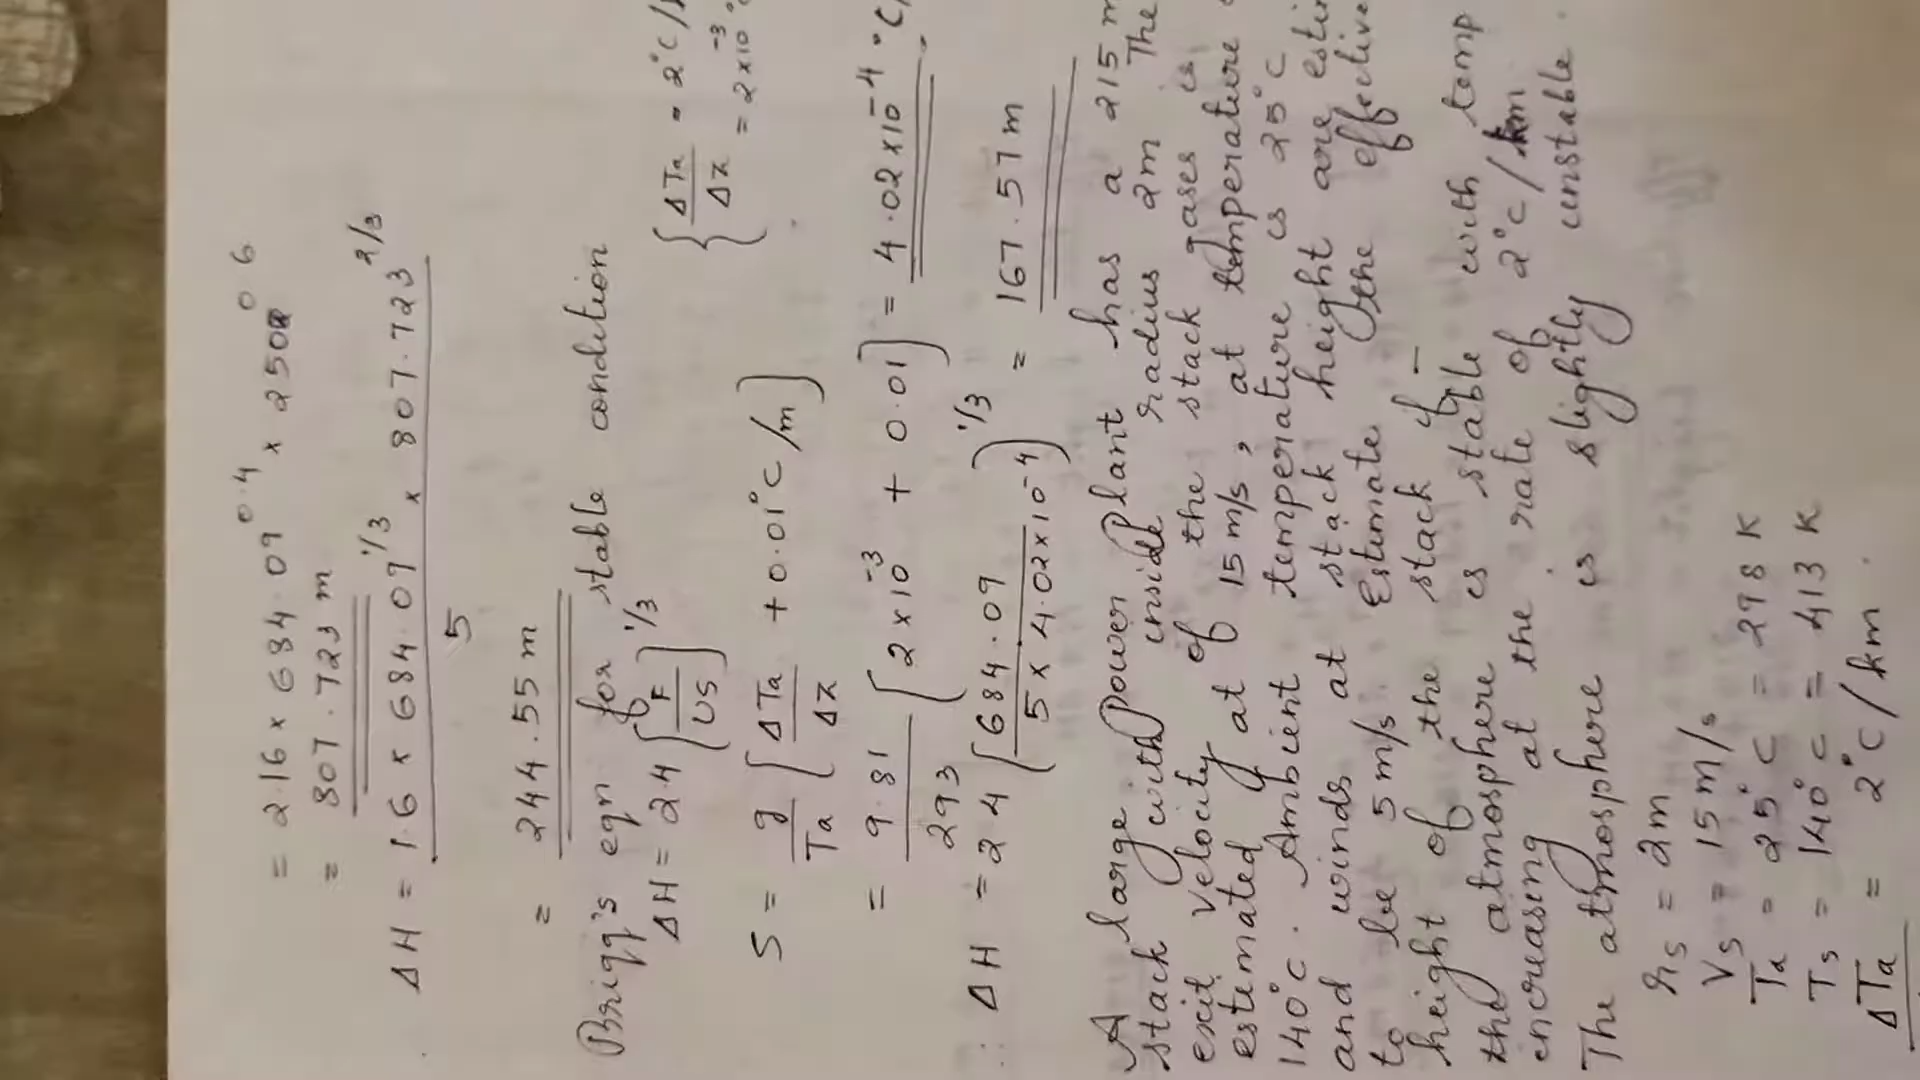 = 2.16 × 684.09^0.4 × 2500^0.6
= 807.723 m
ΔH = 1.6 × 684.09^1/3 × 807.723^2/3
5
= 244.55 m
Brigg's eqn for stable condition
ΔH = 2.4 [F/US]^1/3
{ΔTa/Δz = 2°C/
= 2×10^-3 °
S = g/Ta [ΔTa/Δz + 0.01°C/m]
= 9.81/293 [2×10^-3 + 0.01] = 4.02×10^-4 °C/
∴ ΔH = 2.4 [684.09/5 × 4.02×10^-4]^1/3 = 167.57 m
A large power plant has a 215 m
stack with inside radius 2m The
exit velocity of the stack gases is
estimated at 15 m/s, at temperature
140°C. Ambient temperature is 25°C
and winds at stack height are esti
to be 5 m/s Estimate the effective
height of the stack if -
the atmosphere is stable with temp
increasing at the rate of 2°C/km
The atmosphere is slightly unstable.
rs = 2m
Vs = 15 m/s
Ta = 25°C = 298 K
Ts = 140°C = 413 K
ΔTa = 2°C/km.